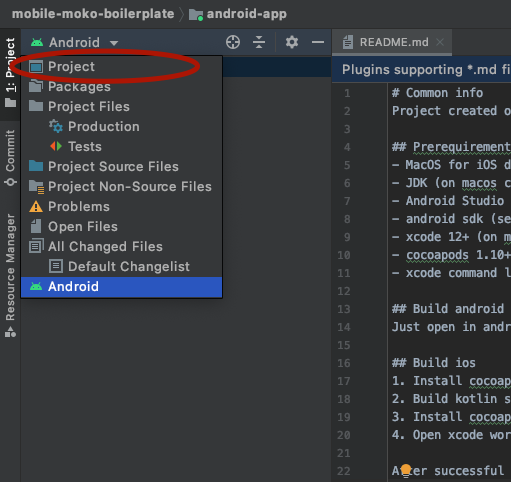 mobile-moko-boilerplate
android-app
1: Project
Commit
Resource Manager
Android
Project
Packages
Project Files
Production
Tests
Project Source Files
Project Non-Source Files
Problems
Open Files
All Changed Files
Default Changelist
Android
README.md
Plugins supporting *.md fi
1 # Common info
2 Project created o
3
4 ## Prerequirement
5 - MacOS for iOS d
6 - JDK (on macos c
7 - Android Studio
8 - android sdk (se
9 - xcode 12+ (on m
10 - cocoapods 1.10+
11 - xcode command l
12
13 ## Build android
14 Just open in andr
15
16 ## Build ios
17 1. Install cocoap
18 2. Build kotlin s
19 3. Install cocoap
20 4. Open xcode wor
21
22 After successful